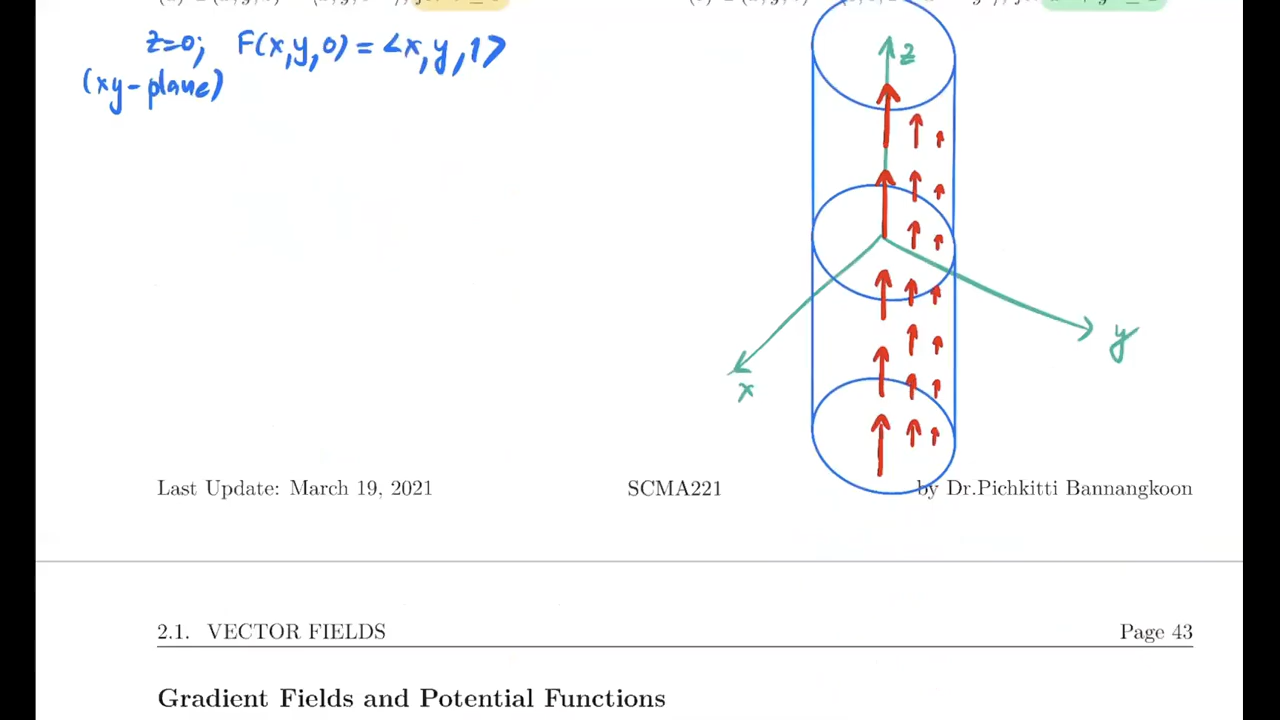 z=0; F(x,y,0) = <x,y,1>
(xy-plane)
z
y
x
Last Update: March 19, 2021 SCMA221 by Dr.Pichkitti Bannangkoon
2.1. VECTOR FIELDS Page 43
Gradient Fields and Potential Functions